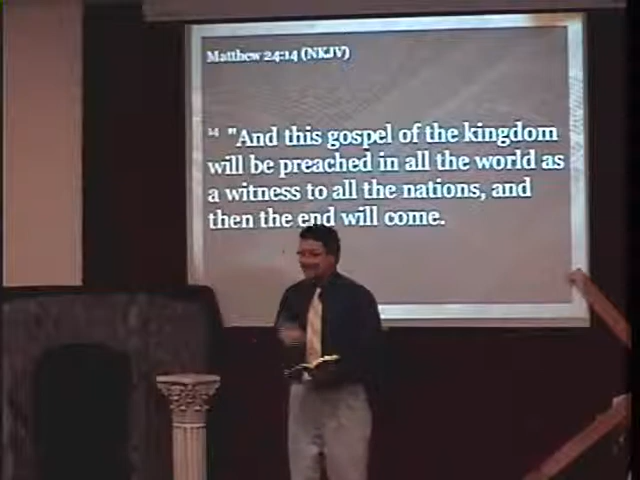 Matthew 24:14 (NKJV)
14 "And this gospel of the kingdom
will be preached in all the world as
a witness to all the nations, and
then the end will come.